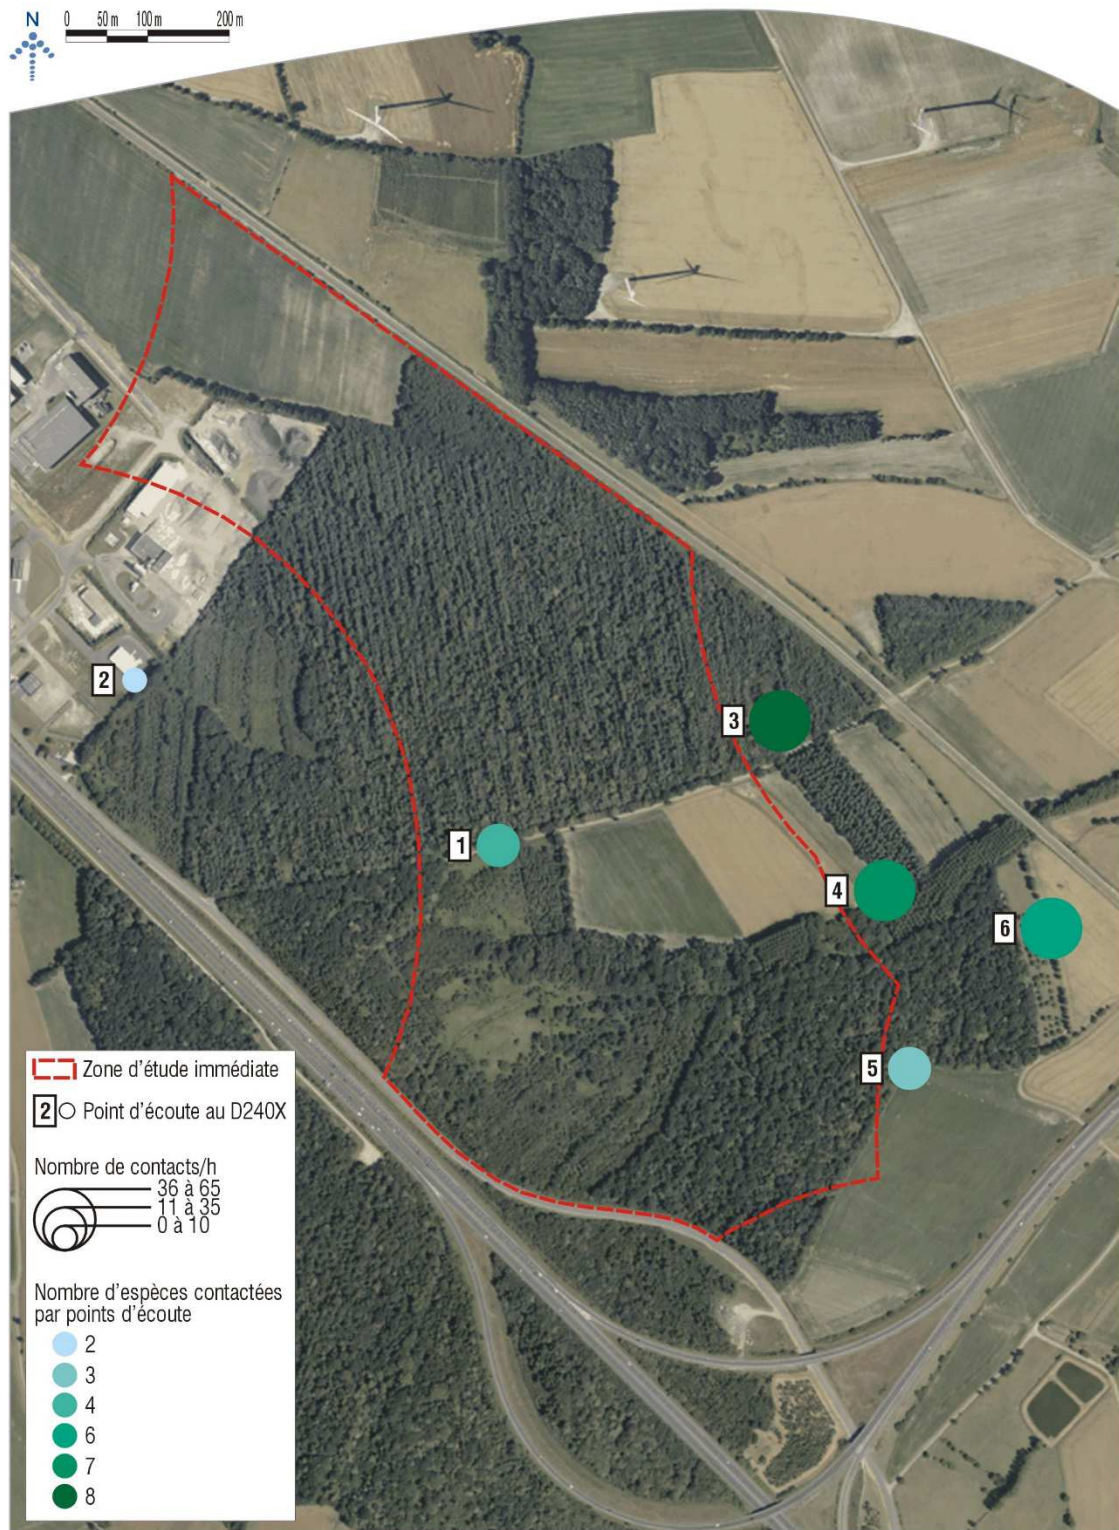 N
0 50 m 100 m 200 m
2
3
1
4
6
5
Zone d'étude immédiate
2 Point d'écoute au D240X
Nombre de contacts/h
36 à 65
11 à 35
0 à 10
Nombre d'espèces contactées
par points d'écoute
2
3
4
6
7
8